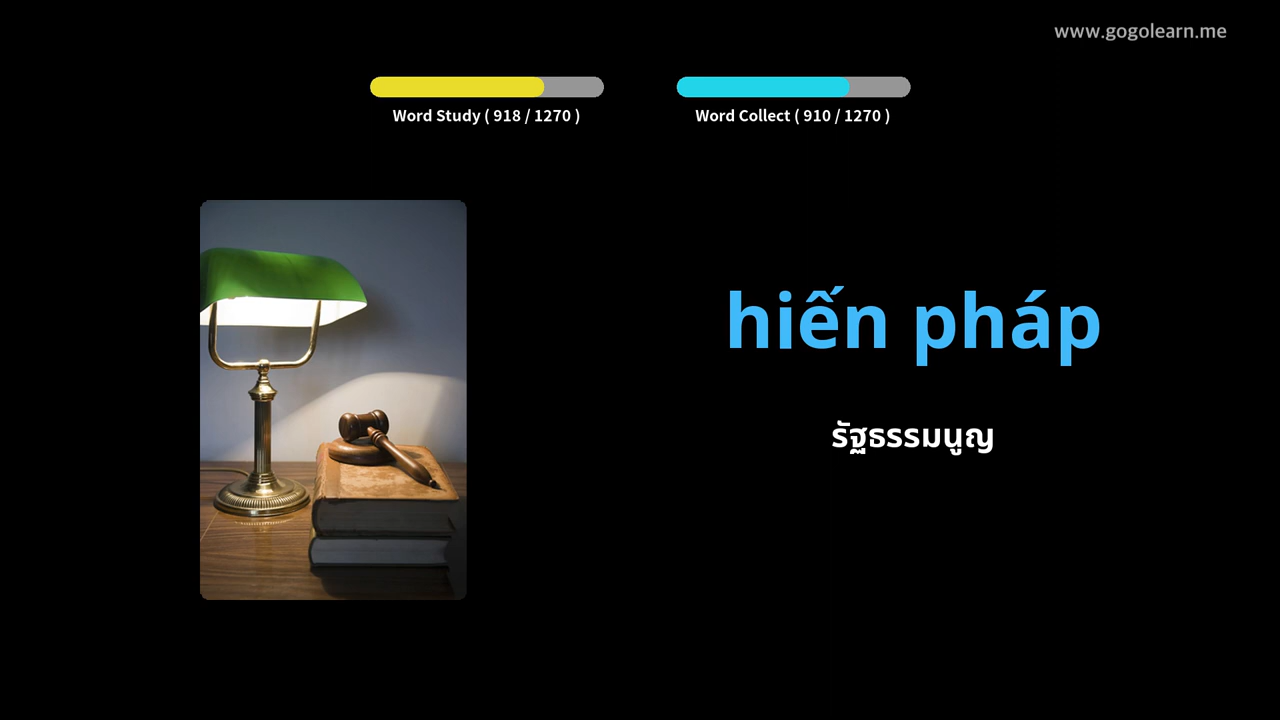 www.gogolearn.me
Word Study ( 918 / 1270 )
Word Collect ( 910 / 1270 )
hiến pháp
รัฐธรรมนูญ